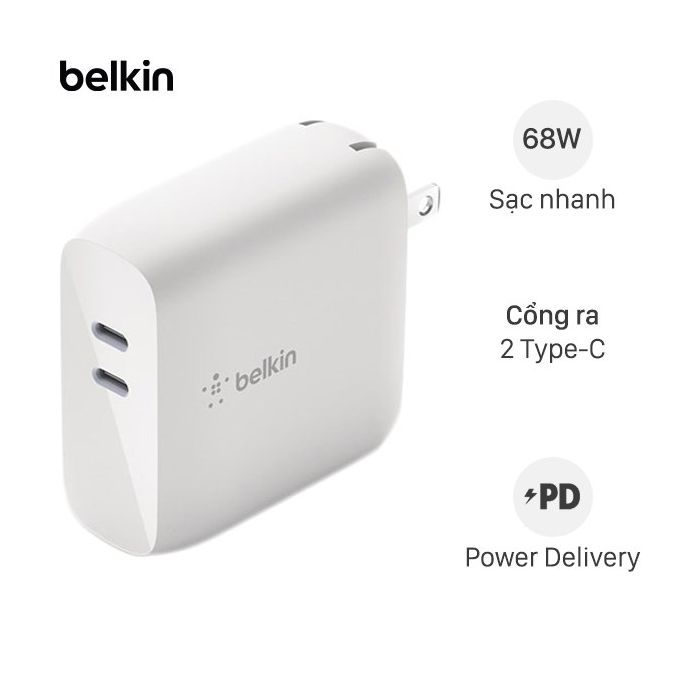 belkin
68W
Sạc nhanh
Cổng ra
2 Type-C
belkin
PD
Power Delivery